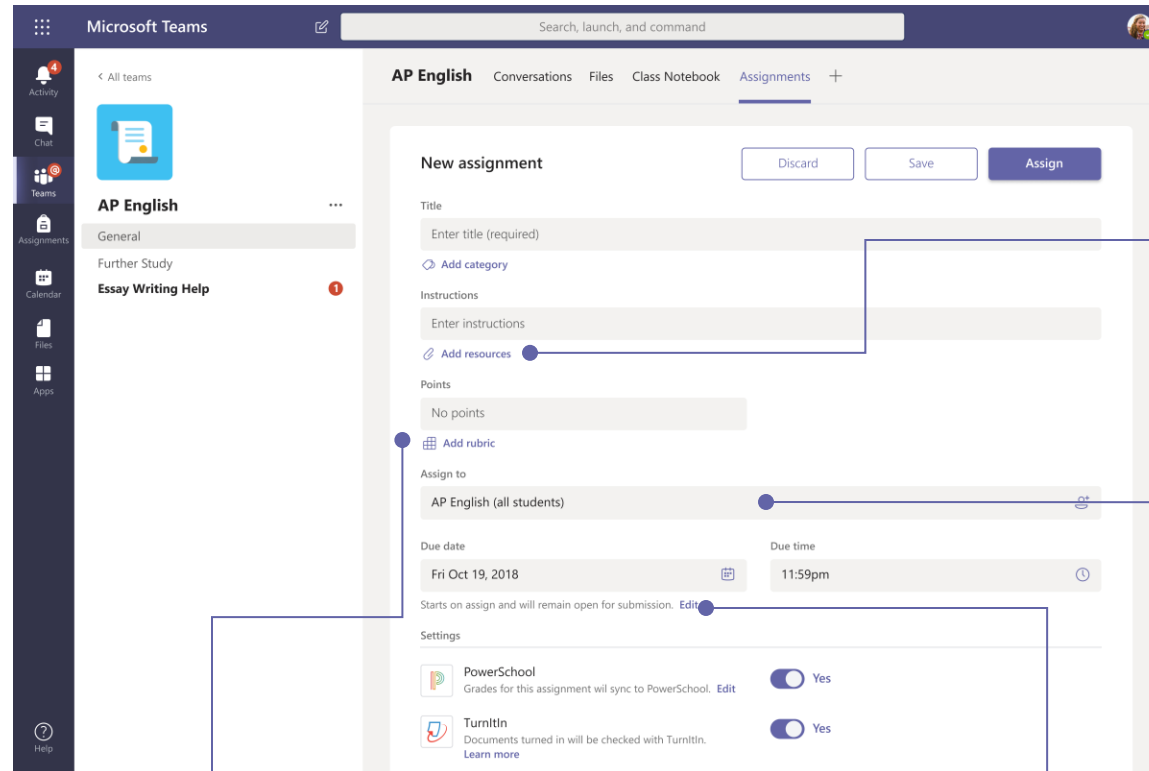 Microsoft Teams
Search, launch, and command
4
Activity
Chat
@
Teams
Assignments
Calendar
Files
Apps
Help
< All teams
AP English
...
General
Further Study
Essay Writing Help
1
AP English Conversations Files Class Notebook Assignments +
New assignment
Discard Save Assign
Title
Enter title (required)
Add category
Instructions
Enter instructions
Add resources
Points
No points
Add rubric
Assign to
AP English (all students)
Due date Due time
Fri Oct 19, 2018 11:59pm
Starts on assign and will remain open for submission. Edit
Settings
PowerSchool
Grades for this assignment wil sync to PowerSchool. Edit
Yes
TurnItIn
Documents turned in will be checked with TurnItIn.
Learn more
Yes